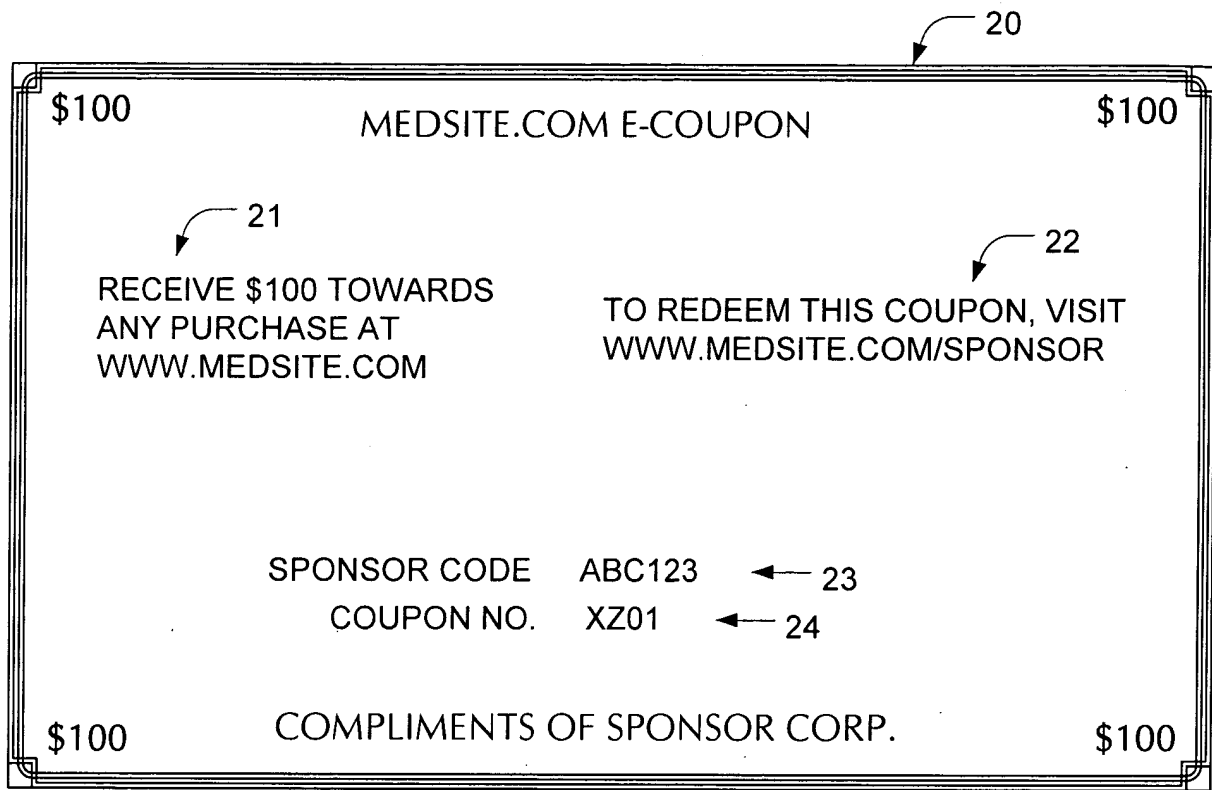 20
$100 MEDSITE.COM E-COUPON $100
21
RECEIVE $100 TOWARDS
ANY PURCHASE AT
WWW.MEDSITE.COM
22
TO REDEEM THIS COUPON, VISIT
WWW.MEDSITE.COM/SPONSOR
SPONSOR CODE ABC123 23
COUPON NO. XZ01 24
$100 COMPLIMENTS OF SPONSOR CORP. $100